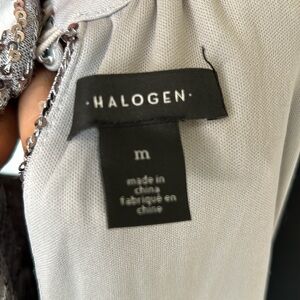 ·HALOGEN·
m
made in
china
fabriqué en
chine